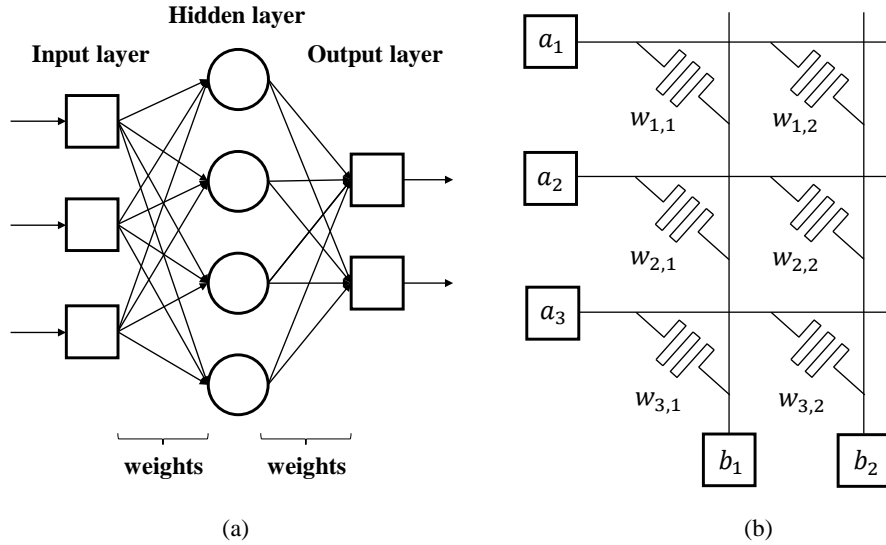 Hidden layer
Input layer
Output layer
weights
weights
(a)
a₁
w₁,₁
w₁,₂
a₂
w₂,₁
w₂,₂
a₃
w₃,₁
w₃,₂
b₁
b₂
(b)